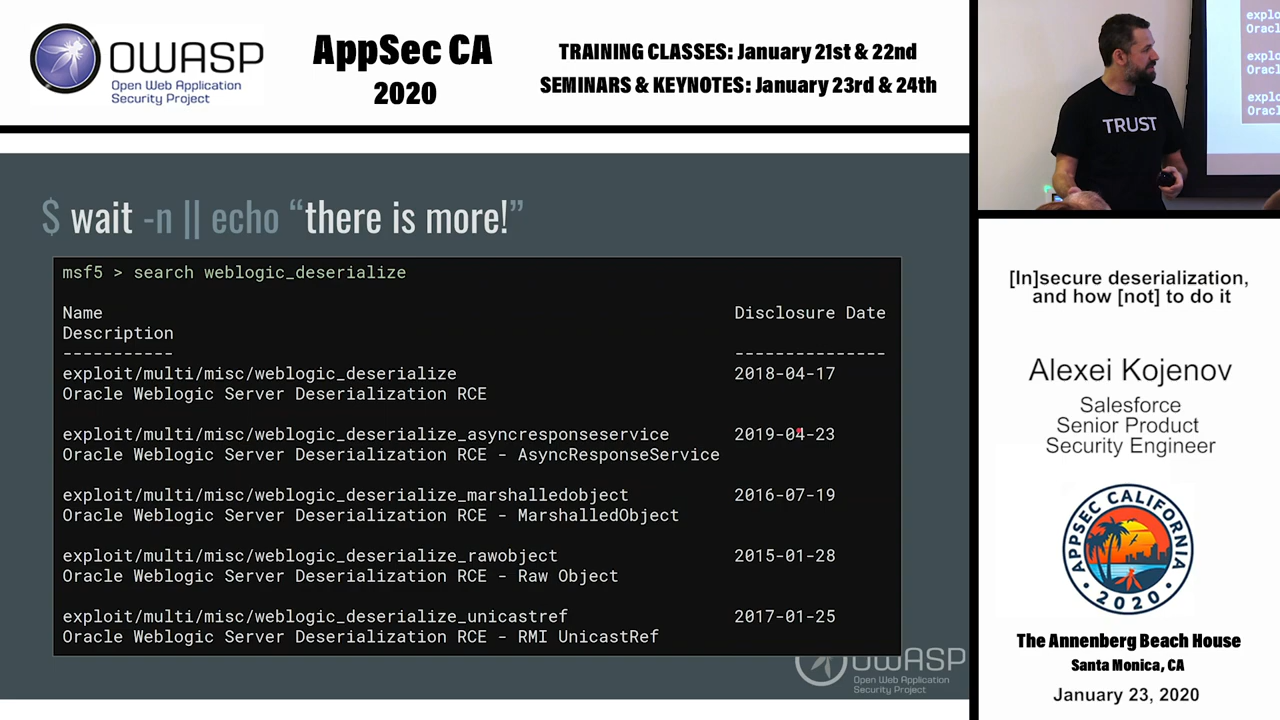 OWASP
Open Web Application
Security Project
AppSec CA
2020
TRAINING CLASSES: January 21st & 22nd
SEMINARS & KEYNOTES: January 23rd & 24th
$ wait -n || echo “there is more!”
msf5 > search weblogic_deserialize
Name Disclosure Date
Description
----------- ---------------
exploit/multi/misc/weblogic_deserialize 2018-04-17
Oracle Weblogic Server Deserialization RCE
exploit/multi/misc/weblogic_deserialize_asyncresponseservice 2019-04-23
Oracle Weblogic Server Deserialization RCE - AsyncResponseService
exploit/multi/misc/weblogic_deserialize_marshalledobject 2016-07-19
Oracle Weblogic Server Deserialization RCE - MarshalledObject
exploit/multi/misc/weblogic_deserialize_rawobject 2015-01-28
Oracle Weblogic Server Deserialization RCE - Raw Object
exploit/multi/misc/weblogic_deserialize_unicastref 2017-01-25
Oracle Weblogic Server Deserialization RCE - RMI UnicastRef
OWASP
Open Web Application
Security Project
TRUST
explo
Oracl
explo
Oracl
explo
Oracl
[In]secure deserialization,
and how [not] to do it
Alexei Kojenov
Salesforce
Senior Product
Security Engineer
APPSEC CALIFORNIA
2020
The Annenberg Beach House
Santa Monica, CA
January 23, 2020